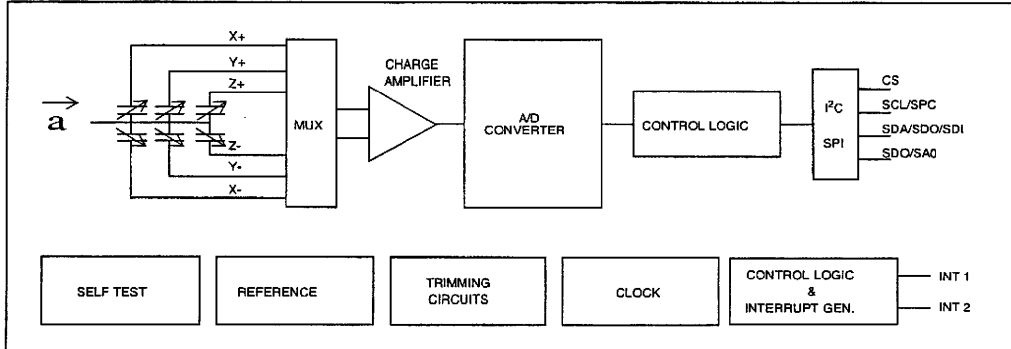 X+
Y+
Z+
a
Z-
Y-
X-
MUX
CHARGE
AMPLIFIER
A/D
CONVERTER
CONTROL LOGIC
I²C
SPI
CS
SCL/SPC
SDA/SDO/SDI
SDO/SA0
SELF TEST
REFERENCE
TRIMMING
CIRCUITS
CLOCK
CONTROL LOGIC
&
INTERRUPT GEN.
INT 1
INT 2